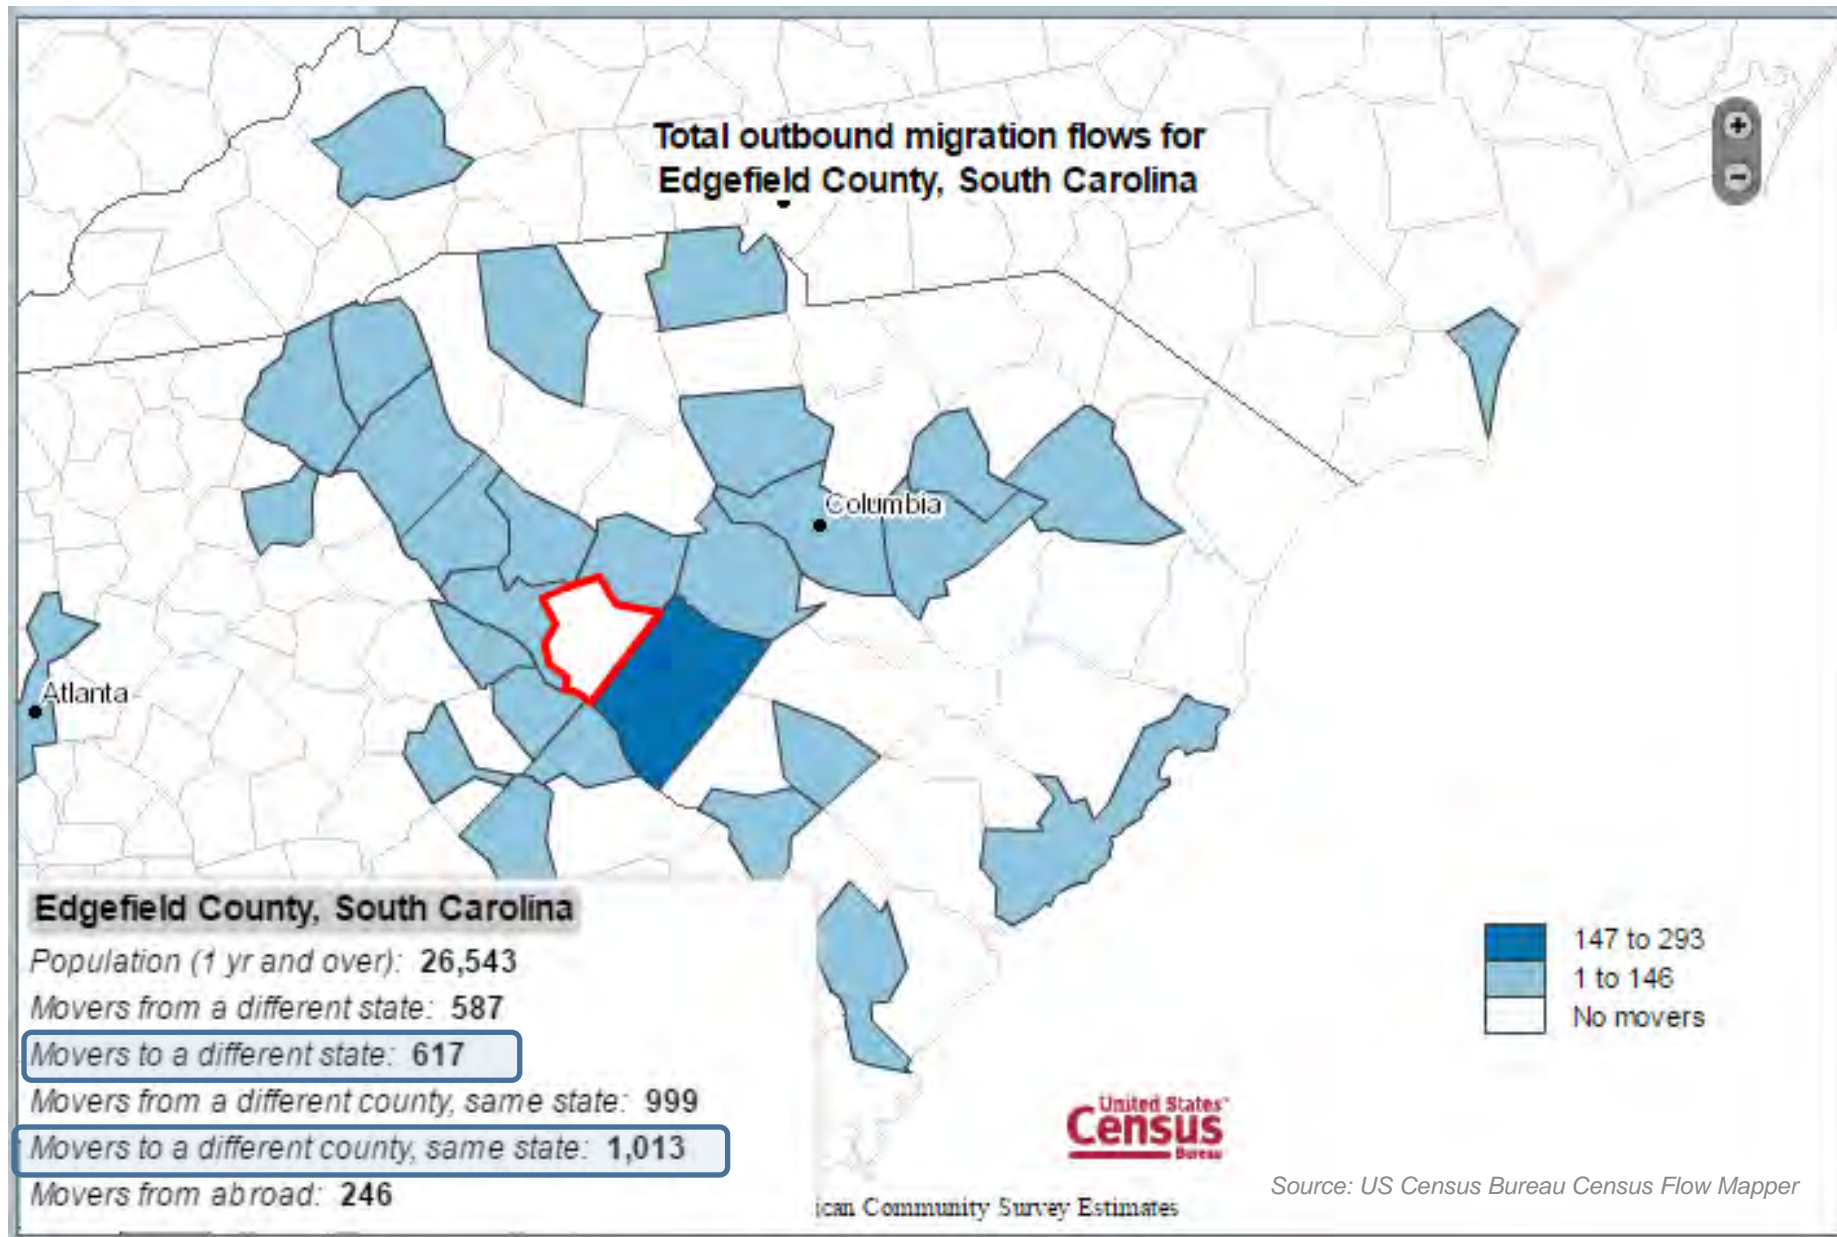 Total outbound migration flows for
Edgefield County, South Carolina
+
-
Columbia
Atlanta
Edgefield County, South Carolina
Population (1 yr and over): 26,543
Movers from a different state: 587
Movers to a different state: 617
Movers from a different county, same state: 999
Movers to a different county, same state: 1,013
Movers from abroad: 246
147 to 293
1 to 146
No movers
United States™
Census
Bureau
Source: US Census Bureau Census Flow Mapper
ican Community Survey Estimates